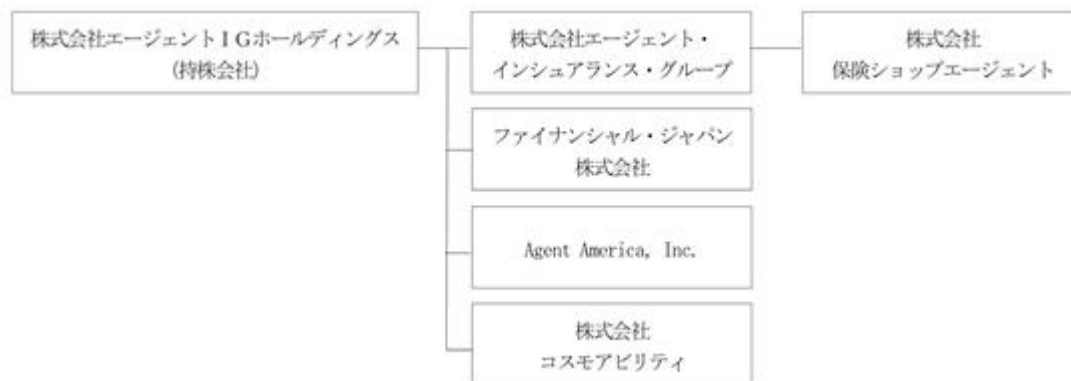 株式会社エージェントＩＧホールディングス
(持株会社)
株式会社エージェント・
インシュアランス・グループ
株式会社
保険ショップエージェント
ファイナンシャル・ジャパン
株式会社
Agent America, Inc.
株式会社
コスモアビリティ